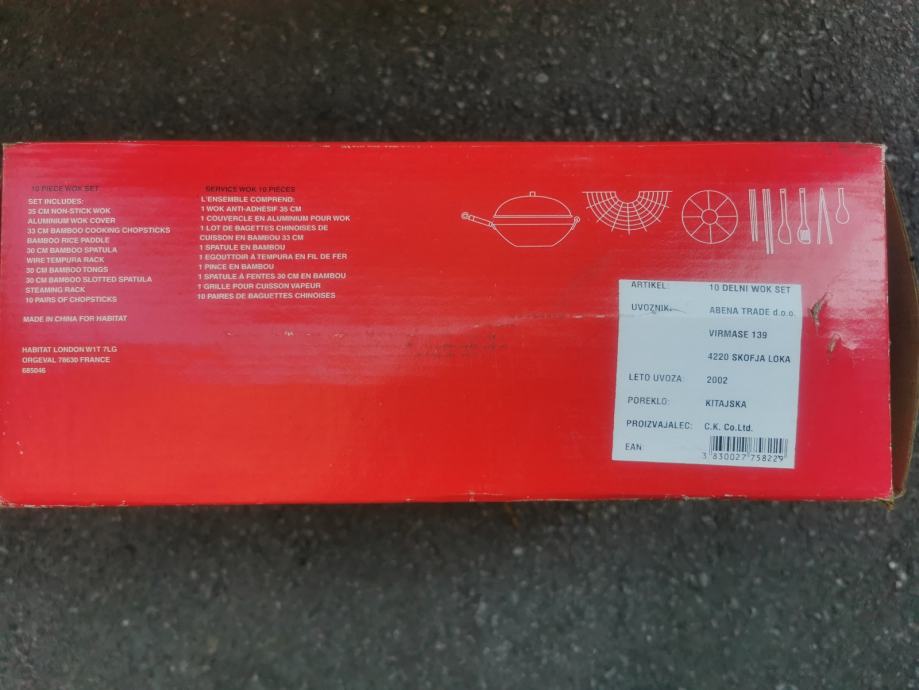 10 PIECE WOK SET
SET INCLUDES:
35 CM NON-STICK WOK
ALUMINIUM WOK COVER
33 CM BAMBOO COOKING CHOPSTICKS
BAMBOO RICE PADDLE
30 CM BAMBOO SPATULA
WIRE TEMPURA RACK
30 CM BAMBOO TONGS
30 CM BAMBOO SLOTTED SPATULA
STEAMING RACK
10 PAIRS OF CHOPSTICKS
MADE IN CHINA FOR HABITAT
HABITAT LONDON W1T 7LG
ORGEVAL 78630 FRANCE
685046
SERVICE WOK 10 PIECES
L'ENSEMBLE COMPREND:
1 WOK ANTI-ADHESIF 35 CM
1 COUVERCLE EN ALUMINIUM POUR WOK
1 LOT DE BAGETTES CHINOISES DE
CUISSON EN BAMBOU 33 CM
1 SPATULE EN BAMBOU
1 EGOUTTOIR A TEMPURA EN FIL DE FER
1 PINCE EN BAMBOU
1 SPATULE À FENTES 30 CM EN BAMBOU
1 GRILLE POUR CUISSON VAPEUR
10 PAIRES DE BAGUETTES CHINOISES
ARTIKEL: 10 DELNI WOK SET
UVOZNIK: ABENA TRADE d.o.o.
VIRMASE 139
4220 SKOFJA LOKA
LETO UVOZA: 2002
POREKLO: KITAJSKA
PROIZVAJALEC: C.K. Co.Ltd.
EAN:
3 830027 758229